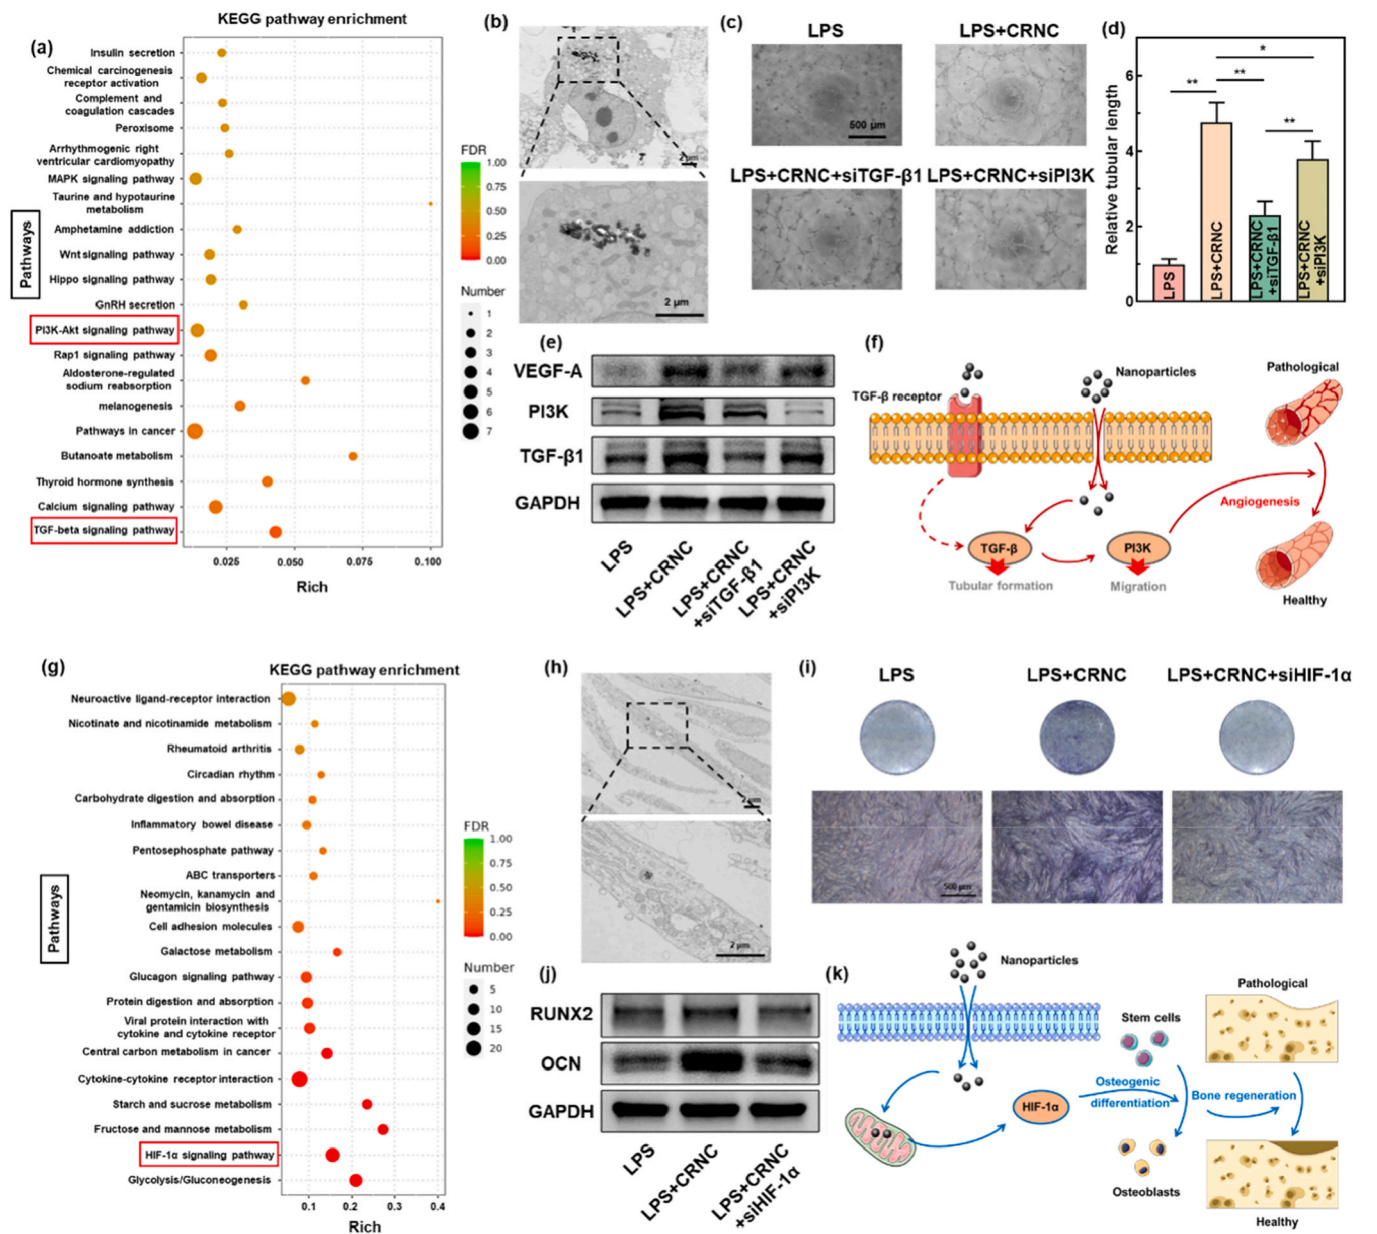 (a)
KEGG pathway enrichment
Pathways
Insulin secretion
Chemical carcinogenesis
receptor activation
Complement and
coagulation cascades
Peroxisome
Arrhythmogenic right
ventricular cardiomyopathy
MAPK signaling pathway
Taurine and hypotaurine
metabolism
Amphetamine addiction
Wnt signaling pathway
Hippo signaling pathway
GnRH secretion
PI3K-Akt signaling pathway
Rap1 signaling pathway
Aldosterone-regulated
sodium reabsorption
melanogenesis
Pathways in cancer
Butanoate metabolism
Thyroid hormone synthesis
Calcium signaling pathway
TGF-beta signaling pathway
0.025 0.050 0.075 0.100
Rich
FDR
1.00
0.75
0.50
0.25
0.00
Number
1
2
3
4
5
6
7
(b)
2 μm
2 μm
(c)
LPS
LPS+CRNC
500 μm
LPS+CRNC+siTGF-β1
LPS+CRNC+siPI3K
(d)
Relative tubular length
6
4
2
0
*
**
**
**
LPS
LPS+CRNC
LPS+CRNC
+siTGF-β1
LPS+CRNC
+siPI3K
(e)
VEGF-A
PI3K
TGF-β1
GAPDH
LPS
LPS+CRNC
LPS+CRNC
+siTGF-β1
LPS+CRNC
+siPI3K
(f)
TGF-β receptor
Nanoparticles
Pathological
Angiogenesis
TGF-β
PI3K
Tubular formation
Migration
Healthy
(g)
KEGG pathway enrichment
Pathways
Neuroactive ligand-receptor interaction
Nicotinate and nicotinamide metabolism
Rheumatoid arthritis
Circadian rhythm
Carbohydrate digestion and absorption
Inflammatory bowel disease
Pentosephosphate pathway
ABC transporters
Neomycin, kanamycin and
gentamicin biosynthesis
Cell adhesion molecules
Galactose metabolism
Glucagon signaling pathway
Protein digestion and absorption
Viral protein interaction with
cytokine and cytokine receptor
Central carbon metabolism in cancer
Cytokine-cytokine receptor interaction
Starch and sucrose metabolism
Fructose and mannose metabolism
HIF-1α signaling pathway
Glycolysis/Gluconeogenesis
0.1 0.2 0.3 0.4
Rich
FDR
1.00
0.75
0.50
0.25
0.00
Number
5
10
15
20
(h)
2 μm
2 μm
(i)
LPS
LPS+CRNC
LPS+CRNC+siHIF-1α
500 μm
(j)
RUNX2
OCN
GAPDH
LPS
LPS+CRNC
LPS+CRNC
+siHIF-1α
(k)
Nanoparticles
Stem cells
Pathological
HIF-1α
Osteogenic
differentiation
Bone regeneration
Osteoblasts
Healthy